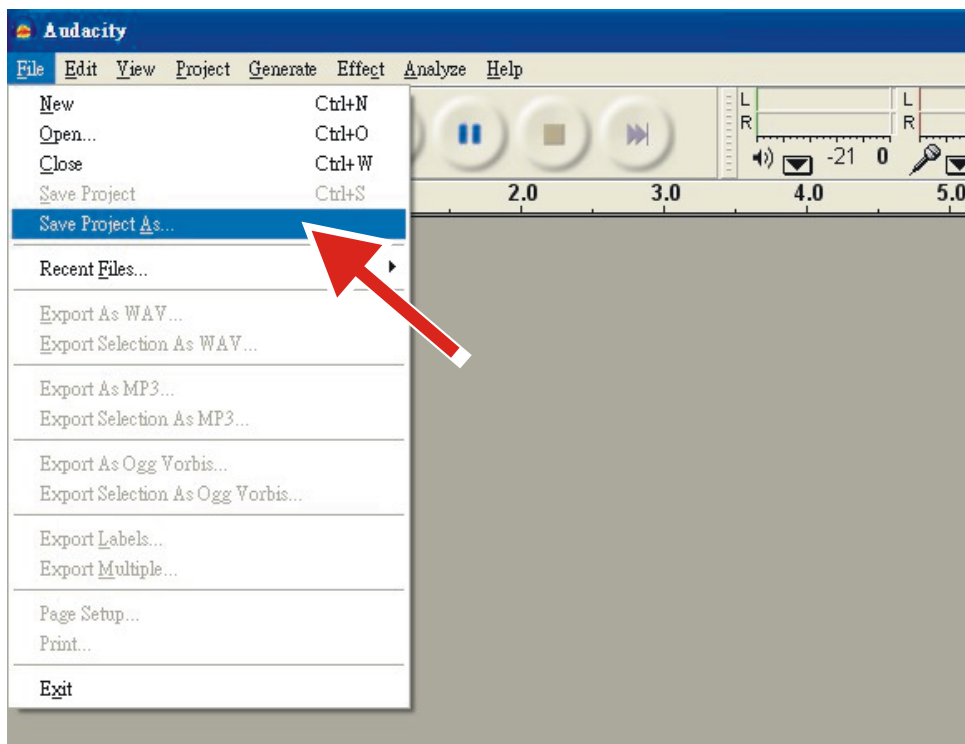 Audacity
File Edit View Project Generate Effect Analyze Help
New Ctrl+N
Open... Ctrl+O
Close Ctrl+W
Save Project Ctrl+S
Save Project As...
Recent Files...
Export As WAV...
Export Selection As WAV...
Export As MP3...
Export Selection As MP3...
Export As Ogg Vorbis...
Export Selection As Ogg Vorbis...
Export Labels...
Export Multiple...
Page Setup...
Print...
Exit
L L
R R
-21 0
2.0 3.0 4.0 5.0